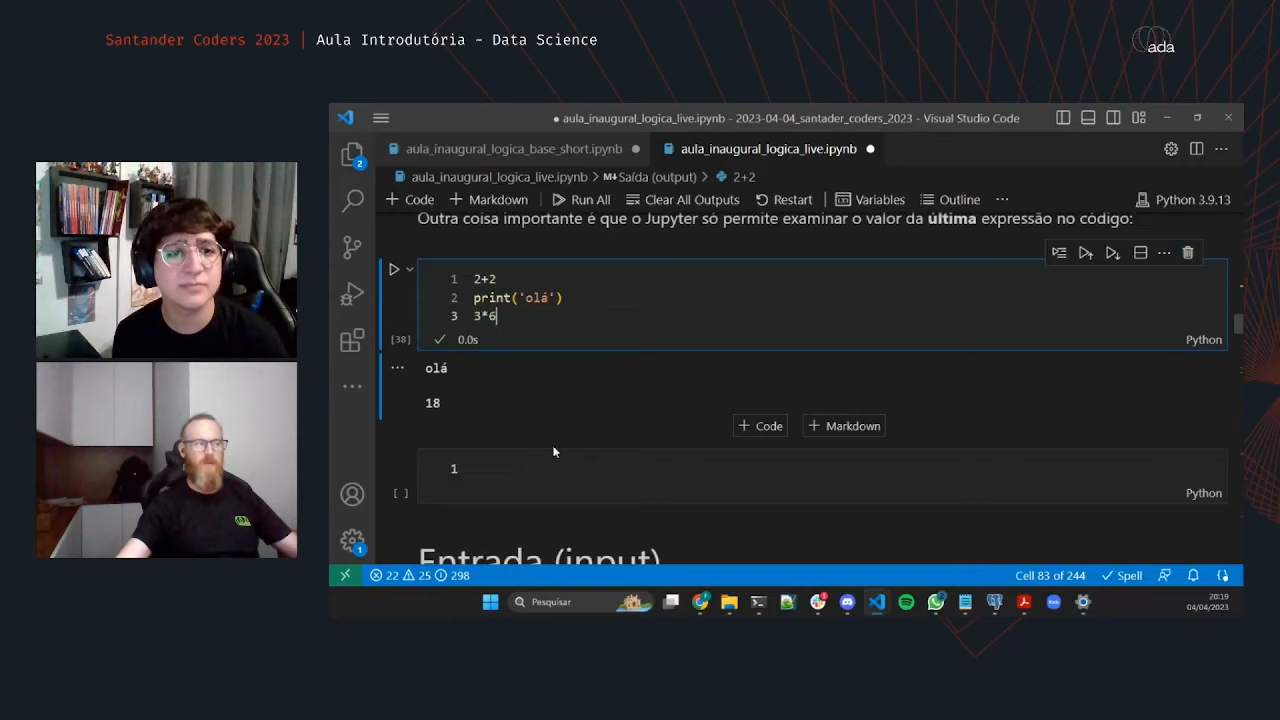 Santander Coders 2023 | Aula Introdutória - Data Science
ada
● aula_inaugural_logica_live.ipynb - 2023-04-04_santader_coders_2023 - Visual Studio Code
aula_inaugural_logica_base_short.ipynb ● aula_inaugural_logica_live.ipynb ●
aula_inaugural_logica_live.ipynb > M↓Saída (output) > 2+2
+ Code + Markdown Run All Clear All Outputs Restart Variables Outline ... Python 3.9.13
Outra coisa importante é que o Jupyter só permite examinar o valor da última expressão no código:
1 2+2
2 print('olá')
3 3*6
[38] ✓ 0.0s Python
olá
18
+ Code + Markdown
1
[ ] Python
Entrada (input)
22 25 298 Cell 83 of 244 ✓ Spell
Pesquisar
20:19
04/04/2023
2
1